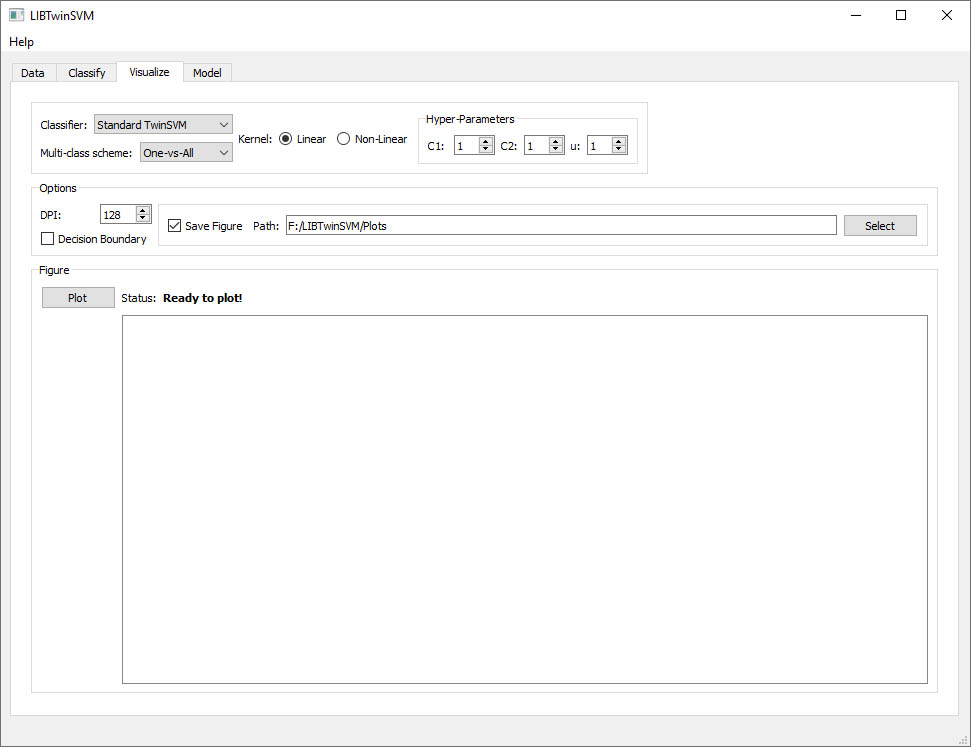 LIBTwinSVM
Help
Data Classify Visualize Model
Classifier: Standard TwinSVM
Multi-class scheme: One-vs-All
Kernel: Linear Non-Linear
Hyper-Parameters
C1: 1 C2: 1 u: 1
Options
DPI: 128
Decision Boundary
Save Figure Path: F:/LIBTwinSVM/Plots Select
Figure
Plot Status: Ready to plot!